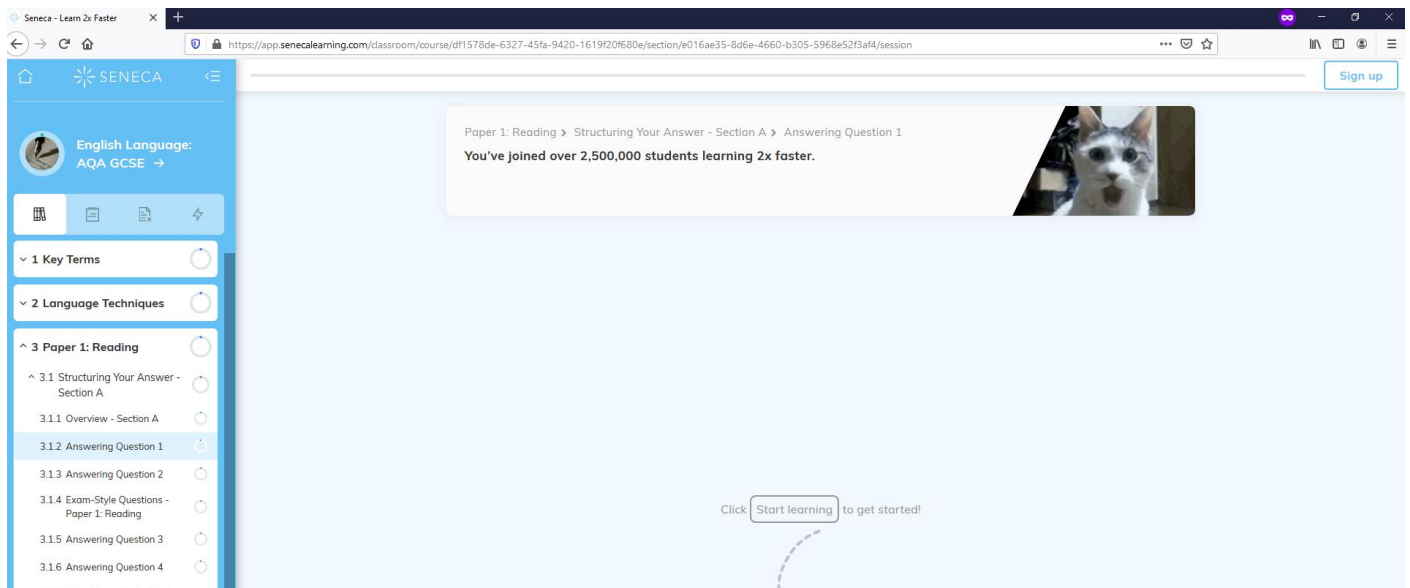 Seneca - Learn 2x Faster
https://app.senecalearning.com/classroom/course/df1578de-6327-45fa-9420-1619f20f680e/section/e016ae35-8d6e-4660-b305-5968e52f3af4/session
SENECA
Sign up
English Language:
AQA GCSE →
1 Key Terms
2 Language Techniques
3 Paper 1: Reading
3.1 Structuring Your Answer -
Section A
3.1.1 Overview - Section A
3.1.2 Answering Question 1
3.1.3 Answering Question 2
3.1.4 Exam-Style Questions -
Paper 1: Reading
3.1.5 Answering Question 3
3.1.6 Answering Question 4
Paper 1: Reading > Structuring Your Answer - Section A > Answering Question 1
You've joined over 2,500,000 students learning 2x faster.
Click Start learning to get started!